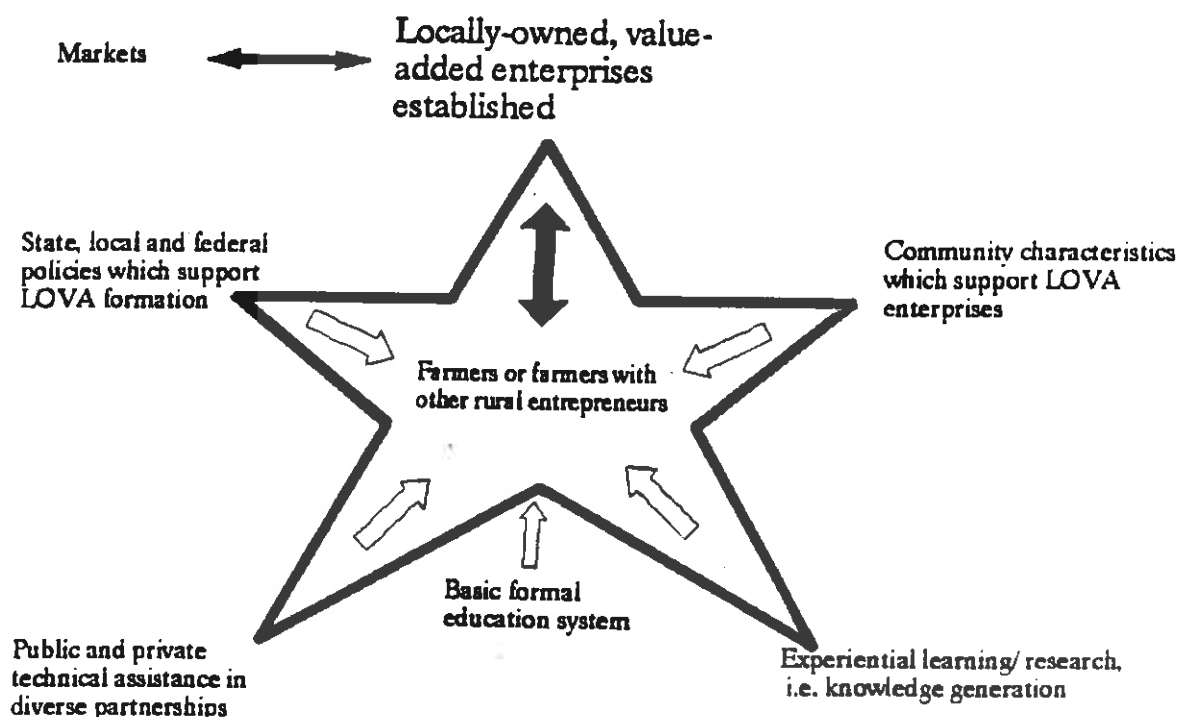 Markets
Locally-owned, value-
added enterprises
established
State, local and federal
policies which support
LOVA formation
Community characteristics
which support LOVA
enterprises
Farmers or farmers with
other rural entrepreneurs
Basic formal
education system
Public and private
technical assistance in
diverse partnerships
Experiential learning/ research,
i.e. knowledge generation